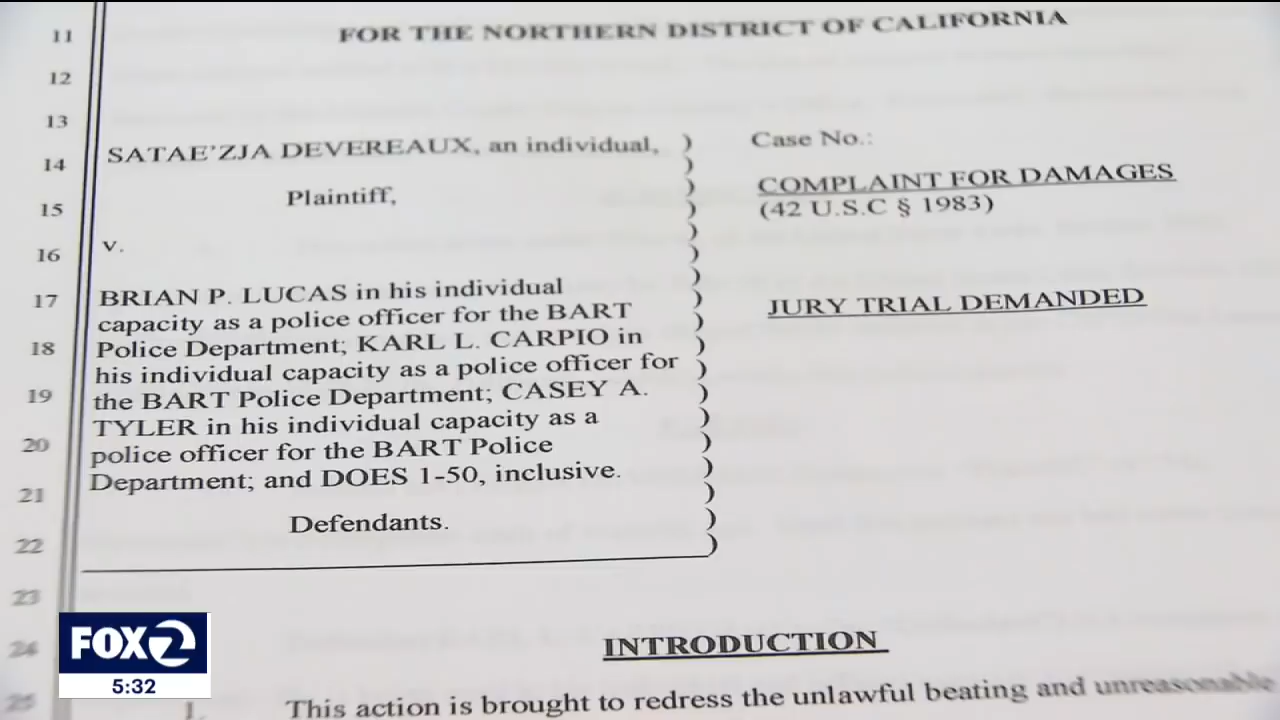 11 FOR THE NORTHERN DISTRICT OF CALIFORNIA
12
13
SATAE'ZJA DEVEREAUX, an individual, ) Case No.:
14 )
Plaintiff, ) COMPLAINT FOR DAMAGES
15 ) (42 U.S.C § 1983)
v. )
16 )
17 BRIAN P. LUCAS in his individual )
capacity as a police officer for the BART ) JURY TRIAL DEMANDED
18 Police Department; KARL L. CARPIO in )
his individual capacity as a police officer for )
19 the BART Police Department; CASEY A. )
TYLER in his individual capacity as a )
20 police officer for the BART Police )
Department; and DOES 1-50, inclusive. )
21 )
Defendants. )
22 )
23
24 INTRODUCTION
25 1. This action is brought to redress the unlawful beating and unreasonable
FOX 2
5:32